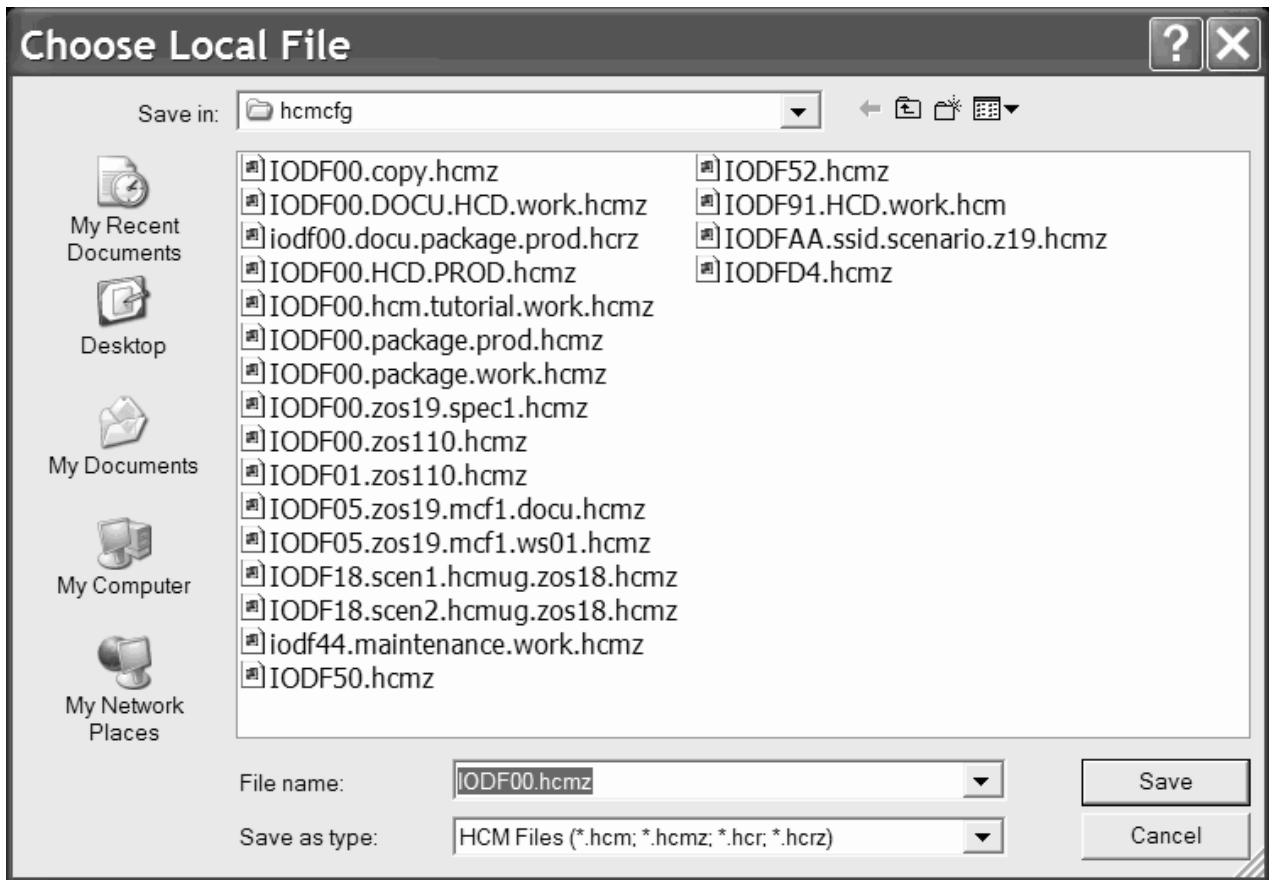 Choose Local File
Save in: hcmcfg
My Recent
Documents
Desktop
My Documents
My Computer
My Network
Places
IODF00.copy.hcmz
IODF00.DOCU.HCD.work.hcmz
iodf00.docu.package.prod.hcrz
IODF00.HCD.PROD.hcmz
IODF00.hcm.tutorial.work.hcmz
IODF00.package.prod.hcmz
IODF00.package.work.hcmz
IODF00.zos19.spec1.hcmz
IODF00.zos110.hcmz
IODF01.zos110.hcmz
IODF05.zos19.mcf1.docu.hcmz
IODF05.zos19.mcf1.ws01.hcmz
IODF18.scen1.hcmug.zos18.hcmz
IODF18.scen2.hcmug.zos18.hcmz
iodf44.maintenance.work.hcmz
IODF50.hcmz
IODF52.hcmz
IODF91.HCD.work.hcm
IODFAA.ssid.scenario.z19.hcmz
IODFD4.hcmz
File name: IODF00.hcmz
Save
Save as type: HCM Files (*.hcm; *.hcmz; *.hcr; *.hcrz)
Cancel